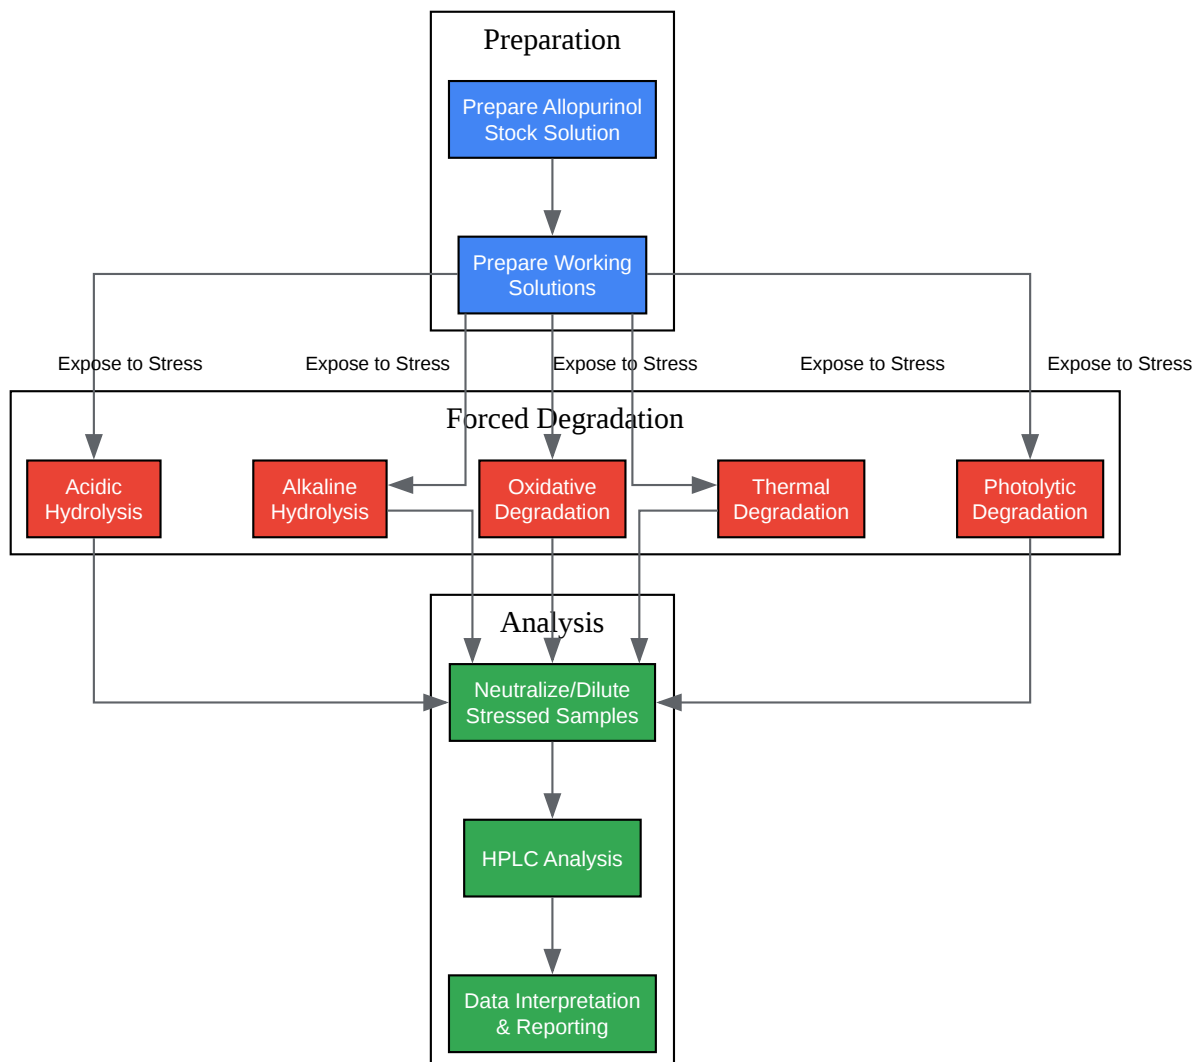 Preparation
Prepare Allopurinol
Stock Solution
Prepare Working
Solutions
Expose to Stress
Expose to Stress
Expose to Stress
Expose to Stress
Expose to Stress
Forced Degradation
Acidic
Hydrolysis
Alkaline
Hydrolysis
Oxidative
Degradation
Thermal
Degradation
Photolytic
Degradation
Analysis
Neutralize/Dilute
Stressed Samples
HPLC Analysis
Data Interpretation
& Reporting